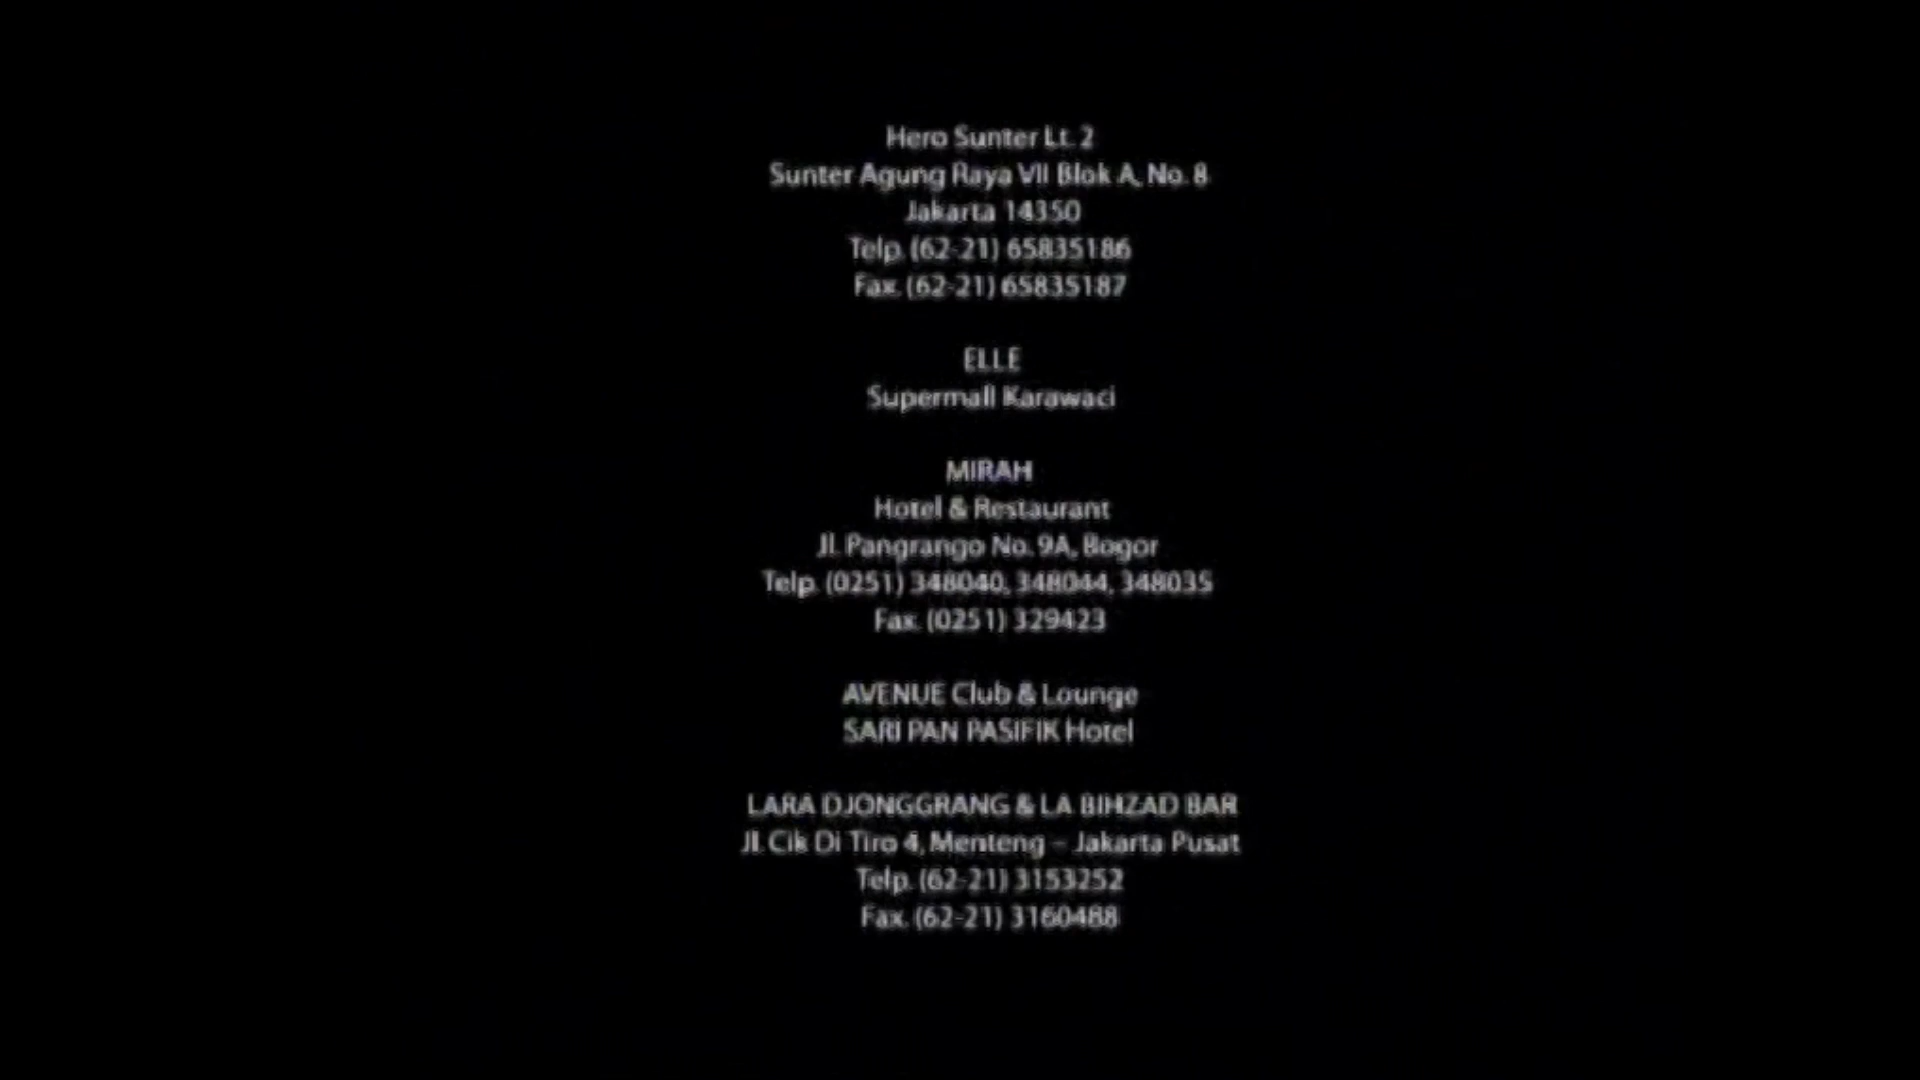 Hero Sunter Lt. 2
Sunter Agung Raya VII Blok A, No. 8
Jakarta 14350
Telp. (62-21) 65835186
Fax. (62-21) 65835187
ELLE
Supermall Karawaci
MIRAH
Hotel & Restaurant
Jl. Pangrango No. 9A, Bogor
Telp. (0251) 348040, 348044, 348035
Fax. (0251) 329423
AVENUE Club & Lounge
SARI PAN PASIFIK Hotel
LARA DJONGGRANG & LA BIHZAD BAR
Jl. Cik Di Tiro 4, Menteng – Jakarta Pusat
Telp. (62-21) 3153252
Fax. (62-21) 3160488